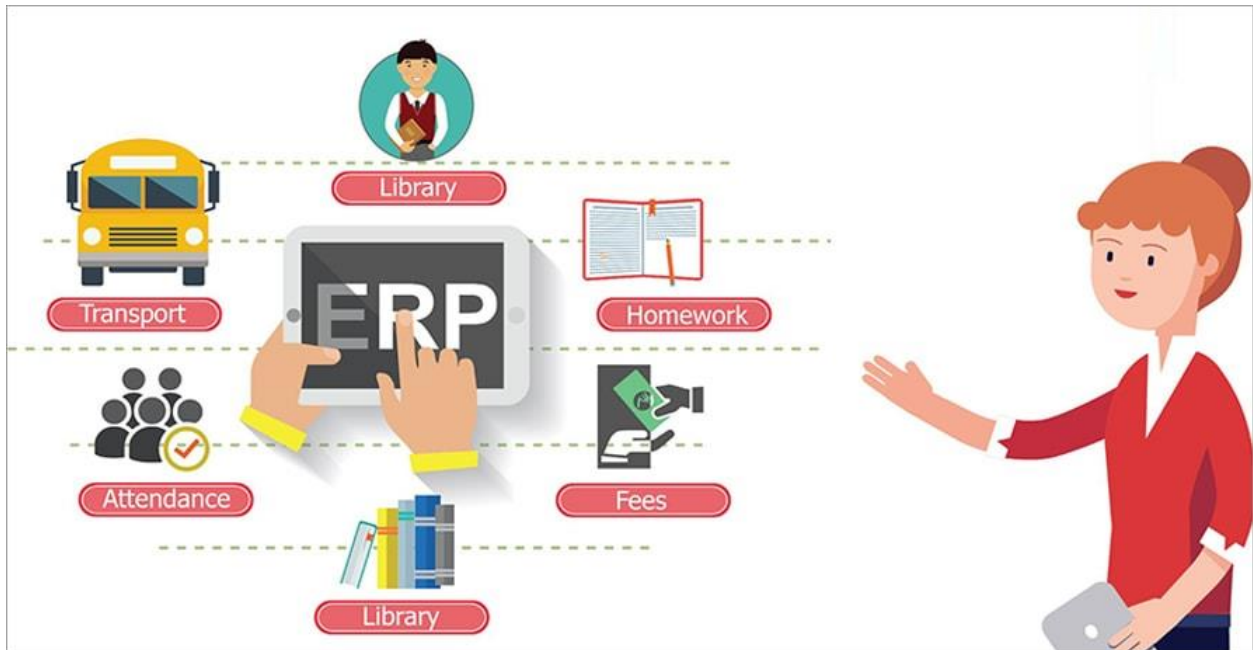 Library
Transport
ERP
Homework
Attendance
Fees
Library